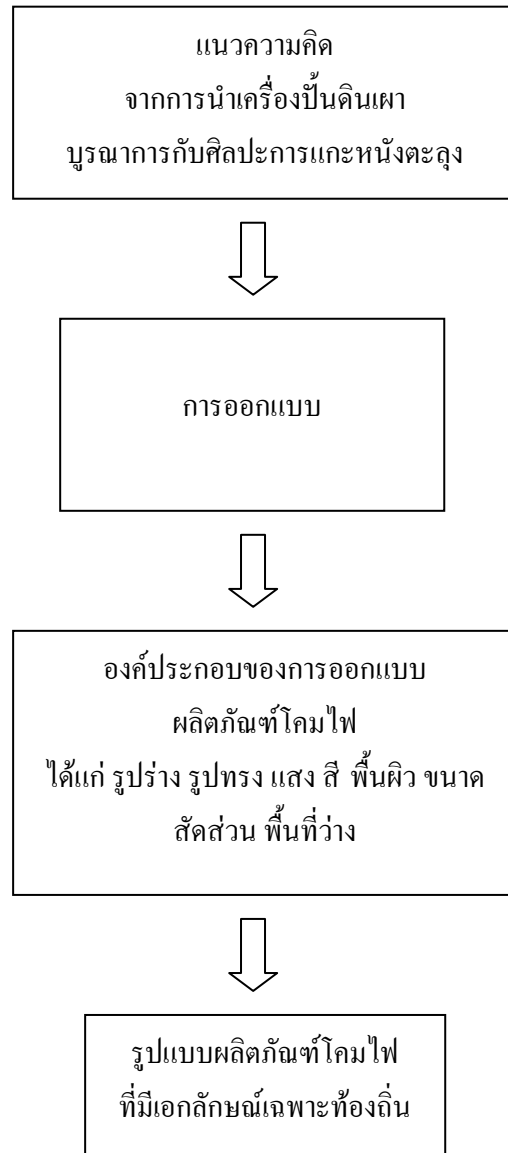 แนวความคิด
จากการนำเครื่องปั้นดินเผา
บูรณาการกับศิลปะการแกะหนังตะลุง
การออกแบบ
องค์ประกอบของการออกแบบ
ผลิตภัณฑ์โคมไฟ
ได้แก่ รูปร่าง รูปทรง แสง สี พื้นผิว ขนาด
สัดส่วน พื้นที่ว่าง
รูปแบบผลิตภัณฑ์โคมไฟ
ที่มีเอกลักษณ์เฉพาะท้องถิ่น